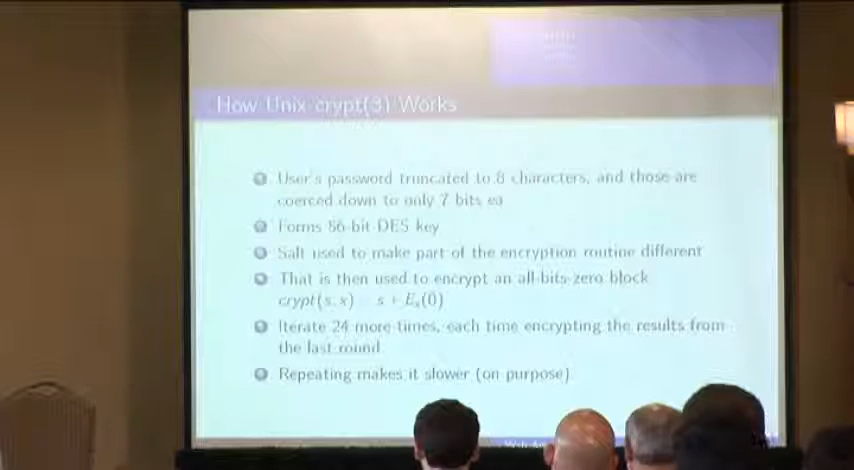 How Unix crypt(3) Works
User's password truncated to 8 characters, and those are
coerced down to only 7 bits ea
Forms 56-bit DES key
Salt used to make part of the encryption routine different
That is then used to encrypt an all-bits-zero block
crypt(s, x) = s + Eₓ(0)
Iterate 24 more times, each time encrypting the results from
the last round
Repeating makes it slower (on purpose)